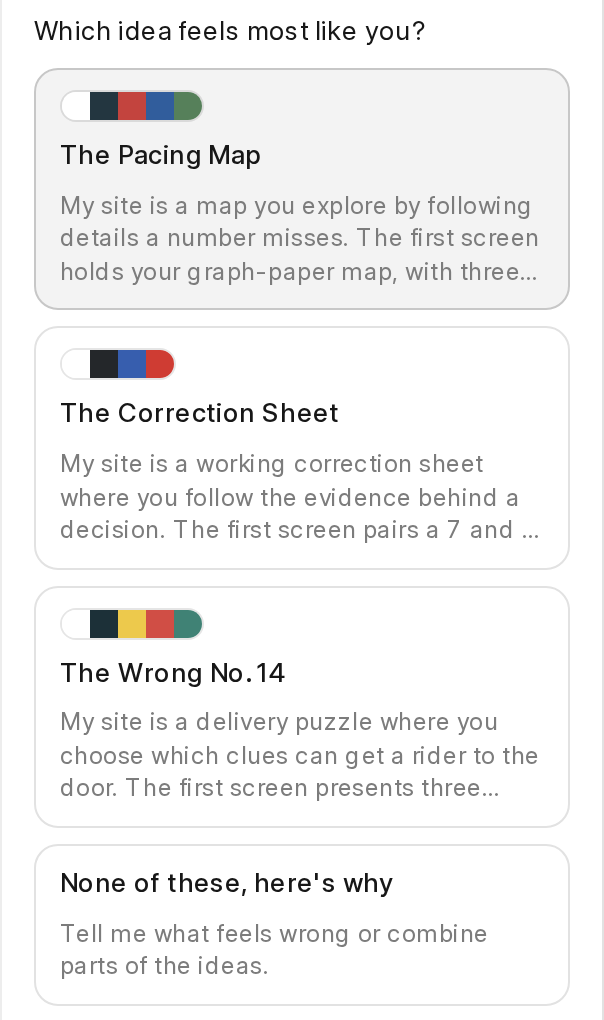 Which idea feels most like you?
The Pacing Map
My site is a map you explore by following
details a number misses. The first screen
holds your graph-paper map, with three...
The Correction Sheet
My site is a working correction sheet
where you follow the evidence behind a
decision. The first screen pairs a 7 and ...
The Wrong No. 14
My site is a delivery puzzle where you
choose which clues can get a rider to the
door. The first screen presents three...
None of these, here's why
Tell me what feels wrong or combine
parts of the ideas.